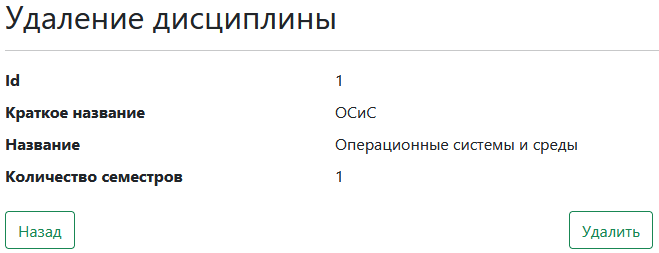 Удаление дисциплины
Id 1
Краткое название ОСиС
Название Операционные системы и среды
Количество семестров 1
Назад Удалить